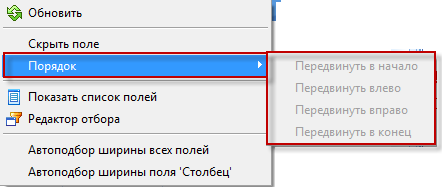 Обновить
Скрыть поле
Порядок
Передвинуть в начало
Передвинуть влево
Передвинуть вправо
Передвинуть в конец
Показать список полей
Редактор отбора
Автоподбор ширины всех полей
Автоподбор ширины поля 'Столбец'